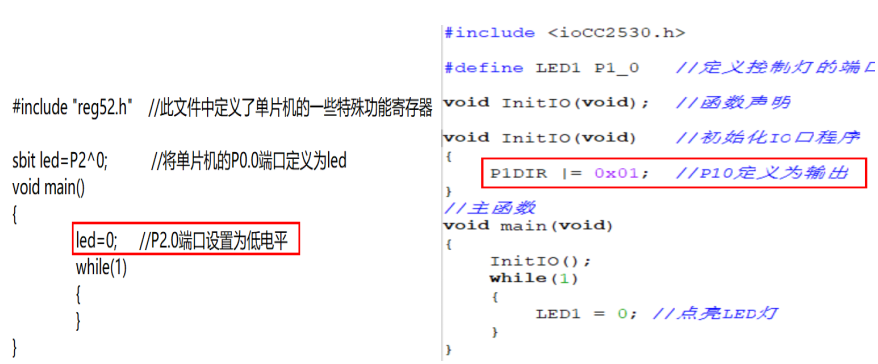 #include "reg52.h"   //此文件中定义了单片机的一些特殊功能寄存器
sbit led=P2^0;   //将单片机的P0.0端口定义为led
void main()
{
led=0;   //P2.0端口设置为低电平
while(1)
{
}
}
#include <ioCC2530.h>
#define LED1 P1_0   //定义控制灯的端口
void InitIO(void);   //函数声明
void InitIO(void)   //初始化IO口程序
{
P1DIR |= 0x01;   //P10定义为输出
}
//主函数
void main(void)
{
InitIO();
while(1)
{
LED1 = 0; //点亮LED灯
}
}